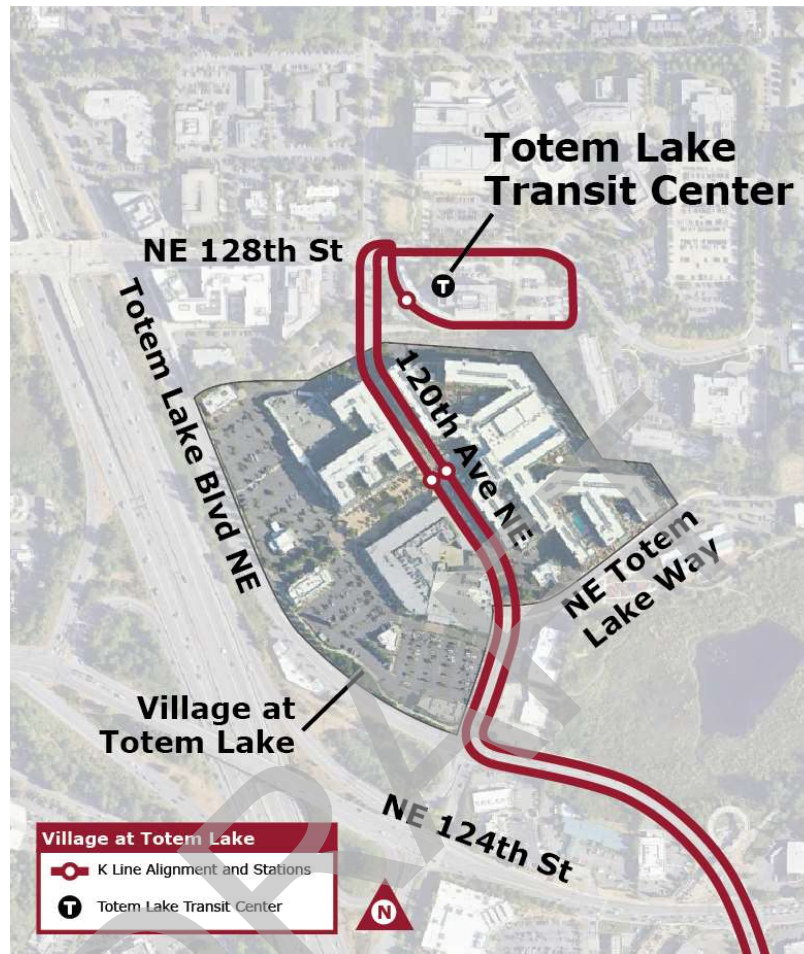 Totem Lake
Transit Center
NE 128th St
Totem Lake Blvd NE
120th Ave NE
NE Totem
Lake Way
Village at
Totem Lake
NE 124th St
Village at Totem Lake
K Line Alignment and Stations
T Totem Lake Transit Center
N
T
DRAFT